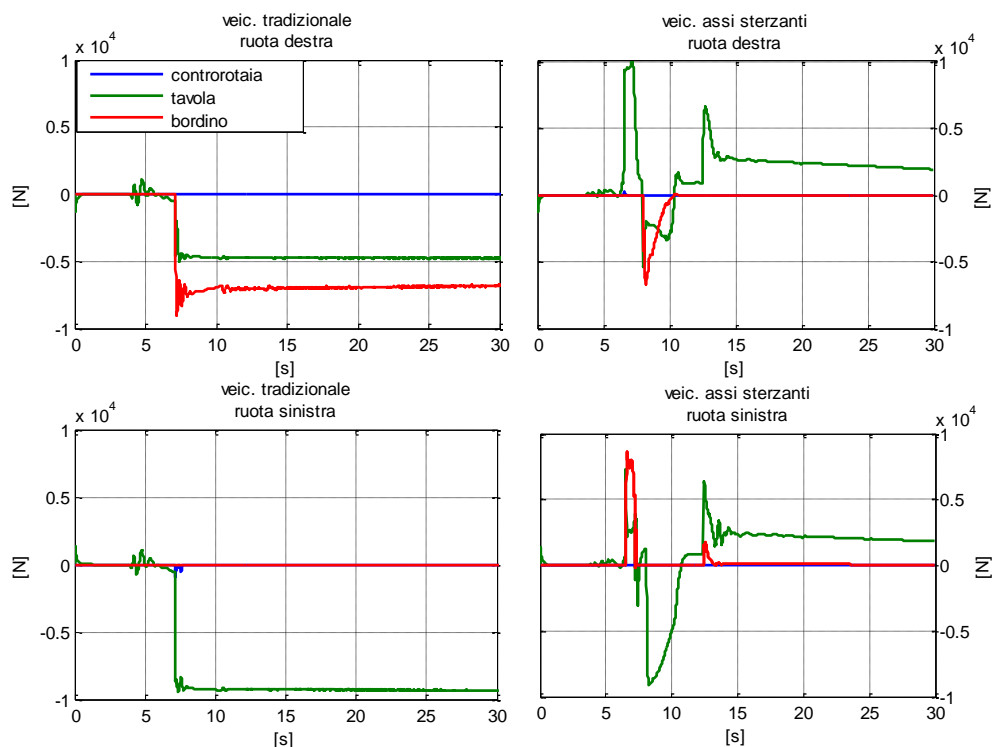 veic. tradizionale
ruota destra
x 10^4
controrotaia
tavola
bordino
1
0.5
0
-0.5
-1
[N]
0 5 10 15 20 25 30
[s]
veic. assi sterzanti
ruota destra
x 10^4
1
0.5
0
-0.5
-1
[N]
0 5 10 15 20 25 30
[s]
veic. tradizionale
ruota sinistra
x 10^4
1
0.5
0
-0.5
-1
[N]
0 5 10 15 20 25 30
[s]
veic. assi sterzanti
ruota sinistra
x 10^4
1
0.5
0
-0.5
-1
[N]
0 5 10 15 20 25 30
[s]